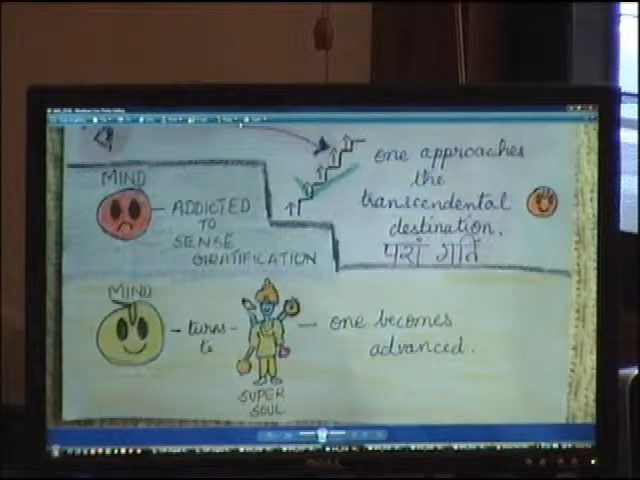 MIND
ADDICTED
TO
SENSE
GRATIFICATION
one approaches
the
transcendental
destination.
परां गतिं
MIND
turns
to
SUPER
SOUL
one becomes
advanced.
DELL